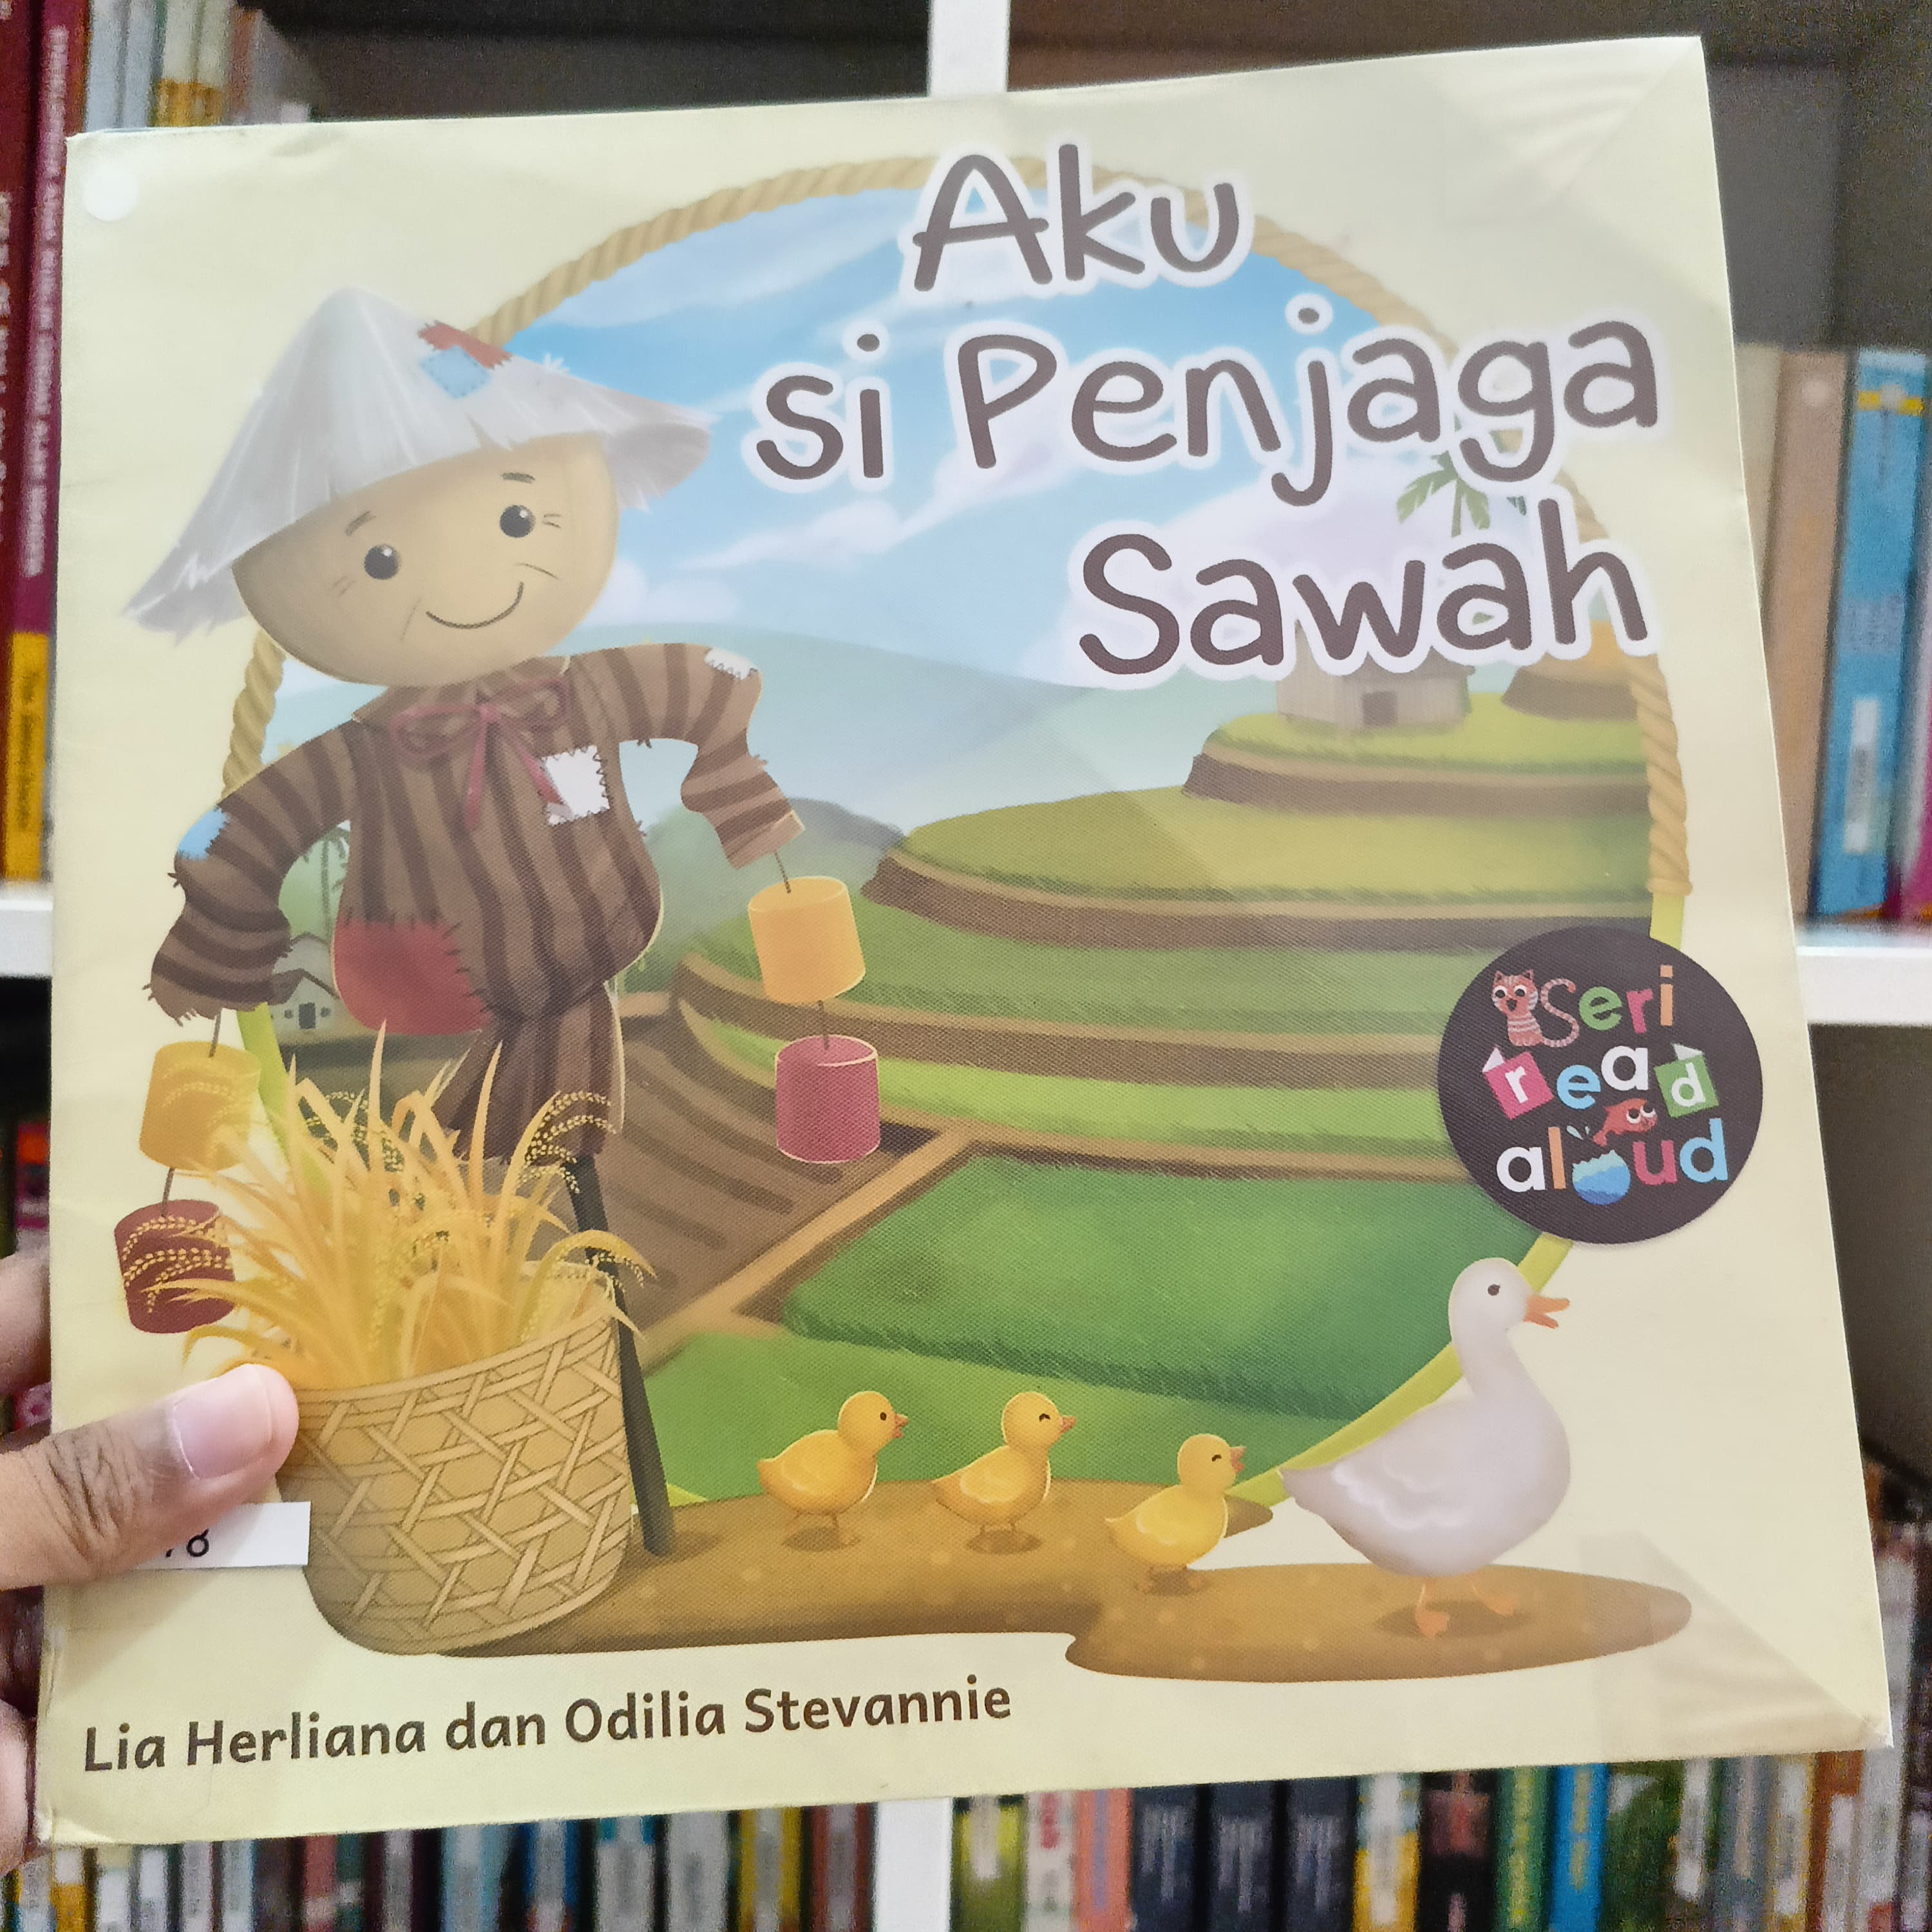 Aku
si Penjaga
Sawah
Seri
read
aloud
Lia Herliana dan Odilia Stevannie